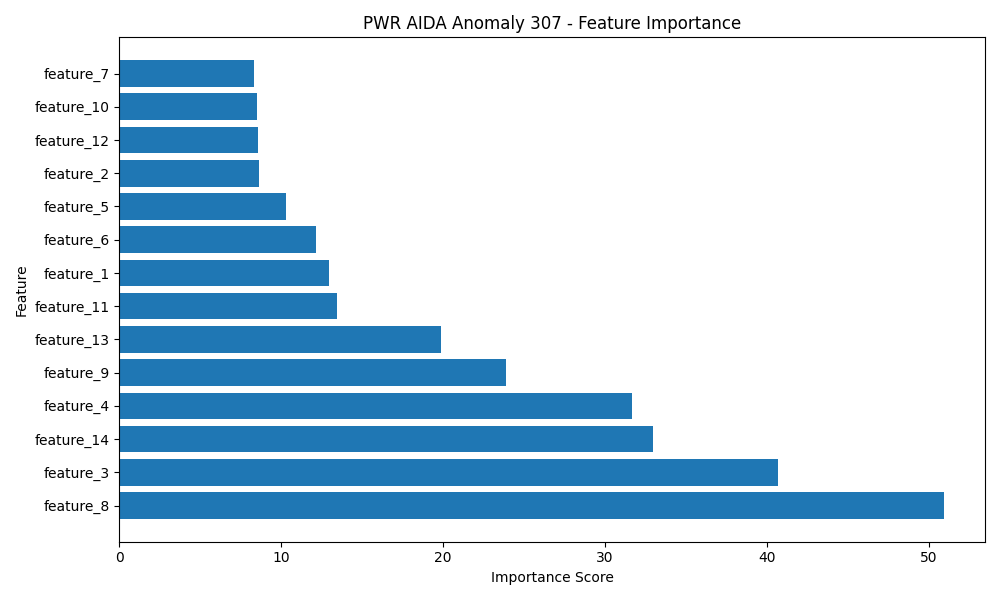 PWR AIDA Anomaly 307 - Feature Importance
feature_7
feature_10
feature_12
feature_2
feature_5
feature_6
feature_1
feature_11
feature_13
feature_9
feature_4
feature_14
feature_3
feature_8
Feature
0 10 20 30 40 50
Importance Score